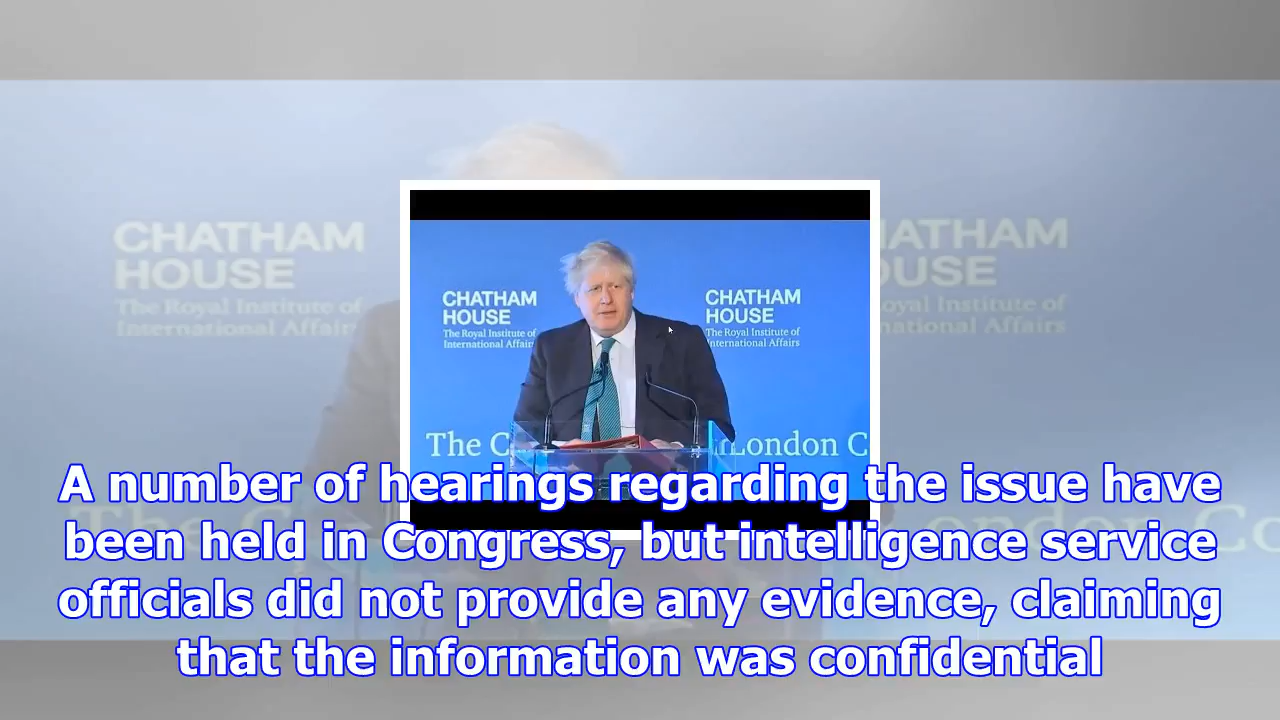 CHATHAM
HOUSE
The Royal Institute of
International Affairs
CHATHAM
HOUSE
The Royal Institute of
International Affairs
The C
London C
A number of hearings regarding the issue have
been held in Congress, but intelligence service
officials did not provide any evidence, claiming
that the information was confidential